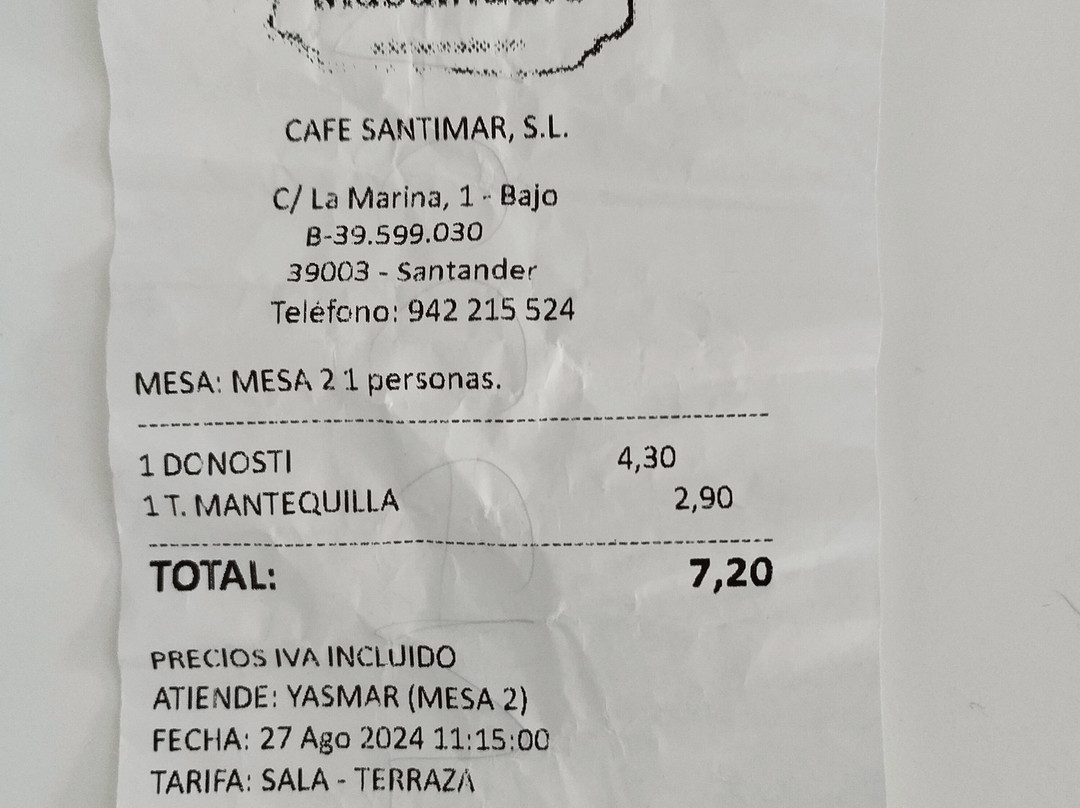 CAFE SANTIMAR, S.L.
C/ La Marina, 1 - Bajo
B-39.599.030
39003 - Santander
Teléfono: 942 215 524
MESA: MESA 2 1 personas.
1 DONOSTI 4,30
1 T. MANTEQUILLA 2,90
TOTAL: 7,20
PRECIOS IVA INCLUIDO
ATIENDE: YASMAR (MESA 2)
FECHA: 27 Ago 2024 11:15:00
TARIFA: SALA - TERRAZA